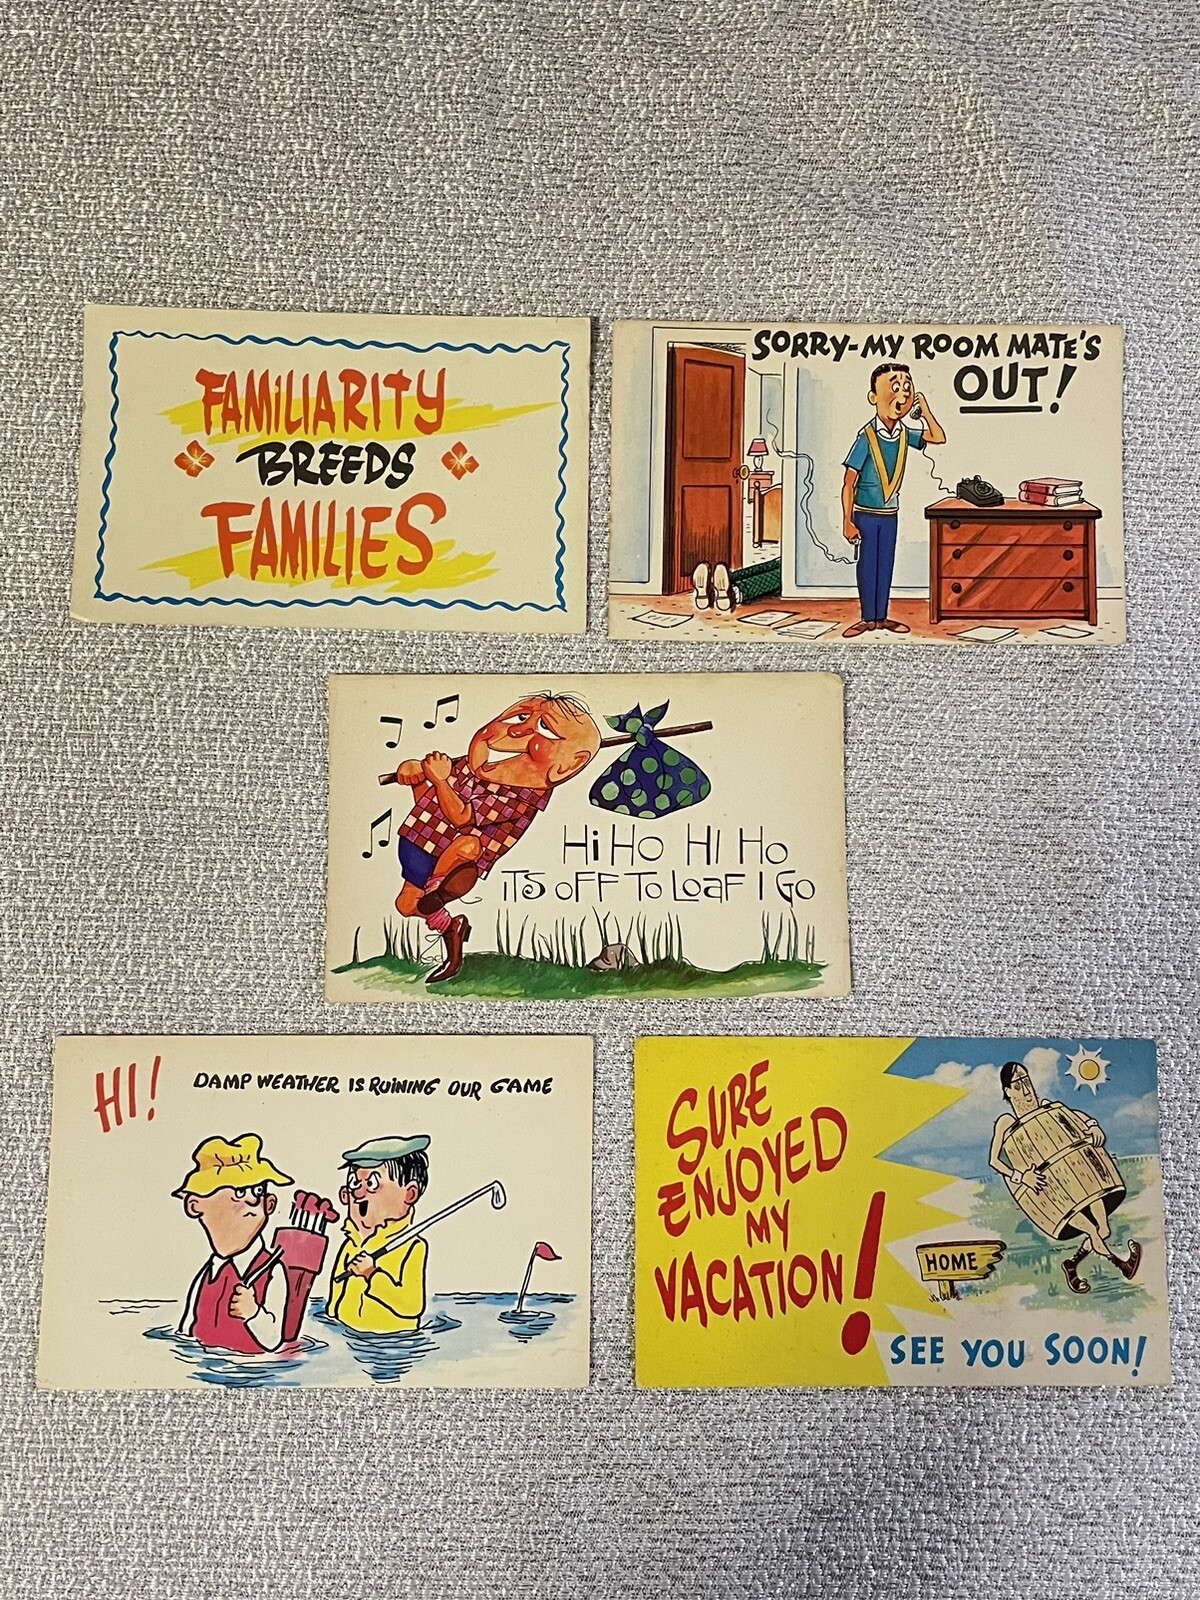 FAMILIARITY
BREEDS
FAMILIES
SORRY-MY ROOM MATE'S
OUT!
Hi HO HI HO
iTS oFF To LoaF I Go
HI!
DAMP WEATHER IS RUINING OUR GAME
SURE
ENJOYED
MY
VACATION!
HOME
SEE YOU SOON!